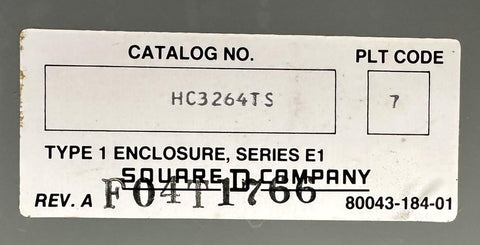 CATALOG NO. PLT CODE
HC3264TS 7
TYPE 1 ENCLOSURE, SERIES E1
SQUARE D COMPANY
REV. A F04T1766 80043-184-01